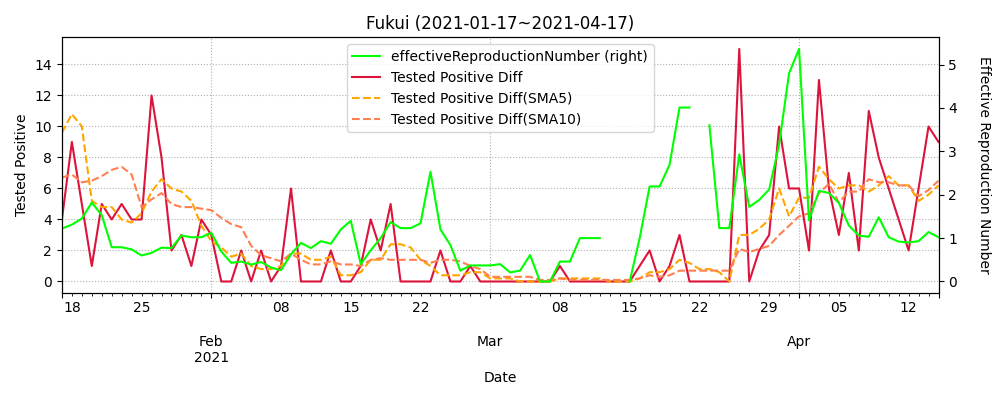 Fukui (2021-01-17~2021-04-17)
effectiveReproductionNumber (right)
Tested Positive Diff
Tested Positive Diff(SMA5)
Tested Positive Diff(SMA10)
Tested Positive
14
12
10
8
6
4
2
0
5
4
3
2
1
0
Effective Reproduction Number
18 25 08 15 22 08 15 22 29 05 12
Feb Mar Apr
2021
Date